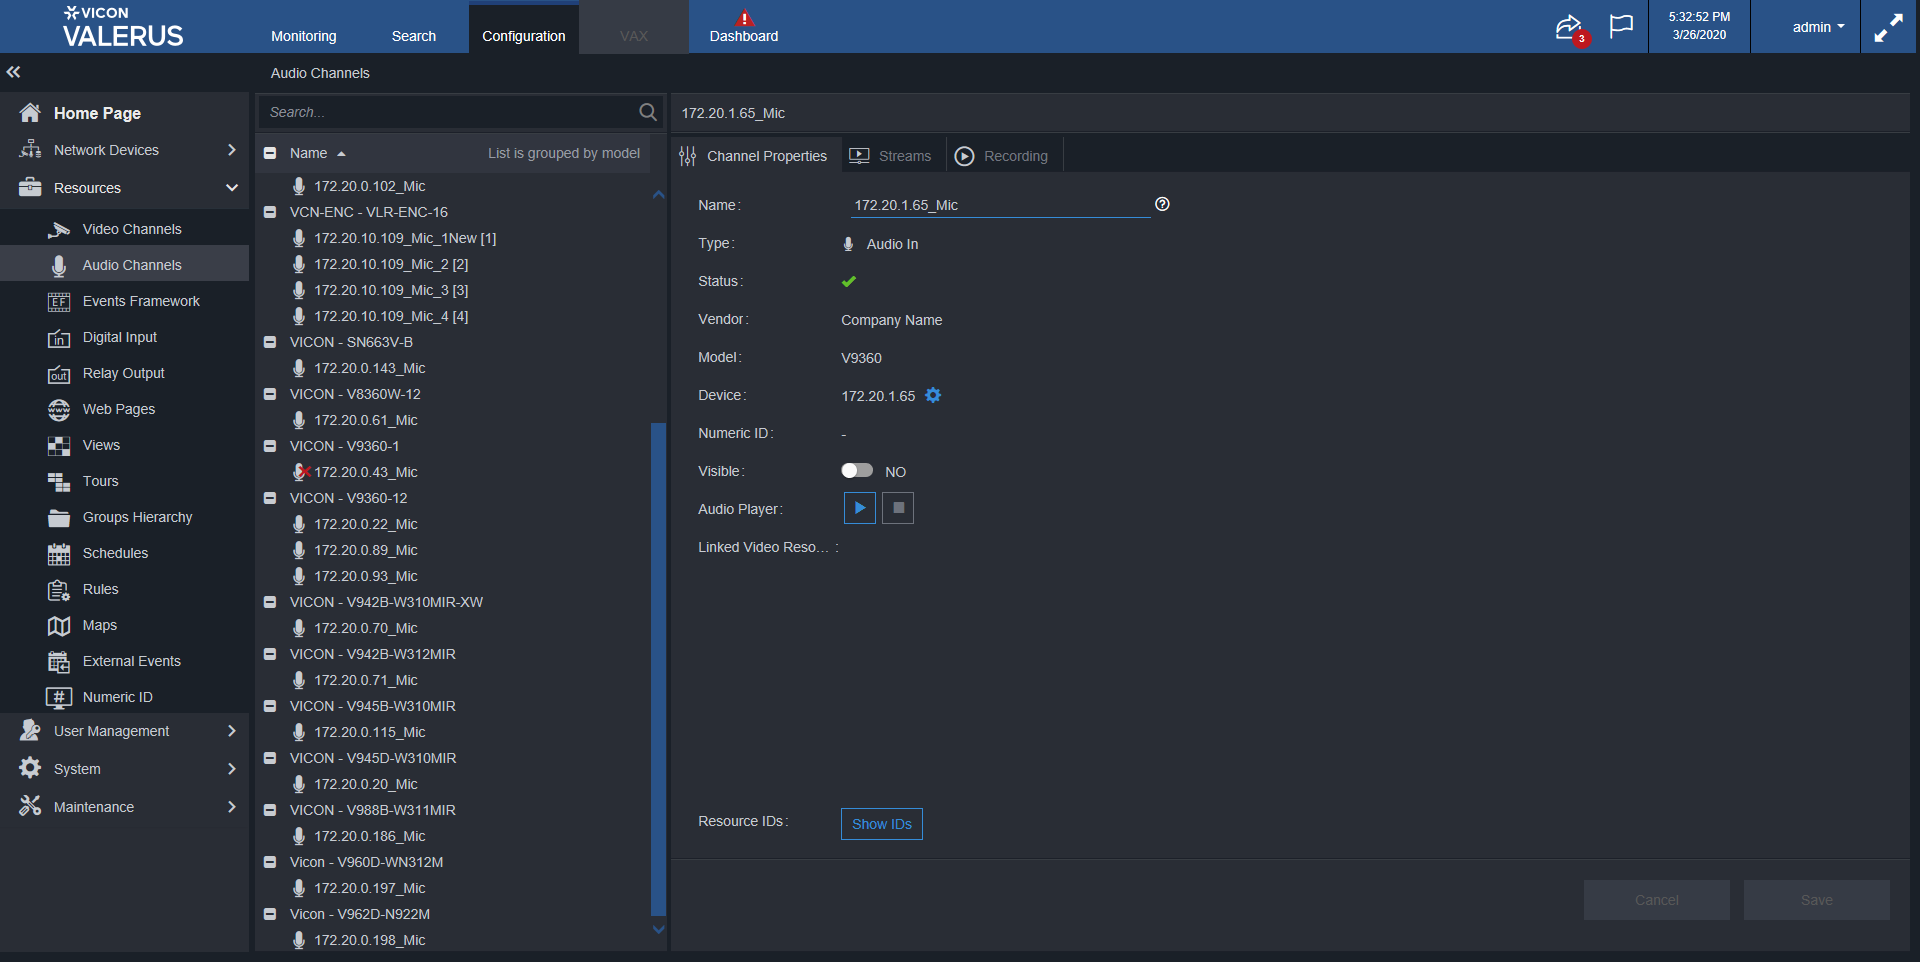 VICON
VALERUS
Monitoring
Search
Configuration
VAX
Dashboard
3
5:32:52 PM
3/26/2020
admin
Audio Channels
Home Page
Network Devices
Resources
Video Channels
Audio Channels
EF Events Framework
in Digital Input
out Relay Output
www Web Pages
Views
Tours
Groups Hierarchy
Schedules
Rules
Maps
External Events
# Numeric ID
User Management
System
Maintenance
Search...
Name List is grouped by model
172.20.0.102_Mic
VCN-ENC - VLR-ENC-16
172.20.10.109_Mic_1New [1]
172.20.10.109_Mic_2 [2]
172.20.10.109_Mic_3 [3]
172.20.10.109_Mic_4 [4]
VICON - SN663V-B
172.20.0.143_Mic
VICON - V8360W-12
172.20.0.61_Mic
VICON - V9360-1
172.20.0.43_Mic
VICON - V9360-12
172.20.0.22_Mic
172.20.0.89_Mic
172.20.0.93_Mic
VICON - V942B-W310MIR-XW
172.20.0.70_Mic
VICON - V942B-W312MIR
172.20.0.71_Mic
VICON - V945B-W310MIR
172.20.0.115_Mic
VICON - V945D-W310MIR
172.20.0.20_Mic
VICON - V988B-W311MIR
172.20.0.186_Mic
Vicon - V960D-WN312M
172.20.0.197_Mic
Vicon - V962D-N922M
172.20.0.198_Mic
172.20.1.65_Mic
Channel Properties
Streams
Recording
Name: 172.20.1.65_Mic
Type: Audio In
Status:
Vendor: Company Name
Model: V9360
Device: 172.20.1.65
Numeric ID: -
Visible: NO
Audio Player:
Linked Video Reso... :
Resource IDs: Show IDs
Cancel
Save